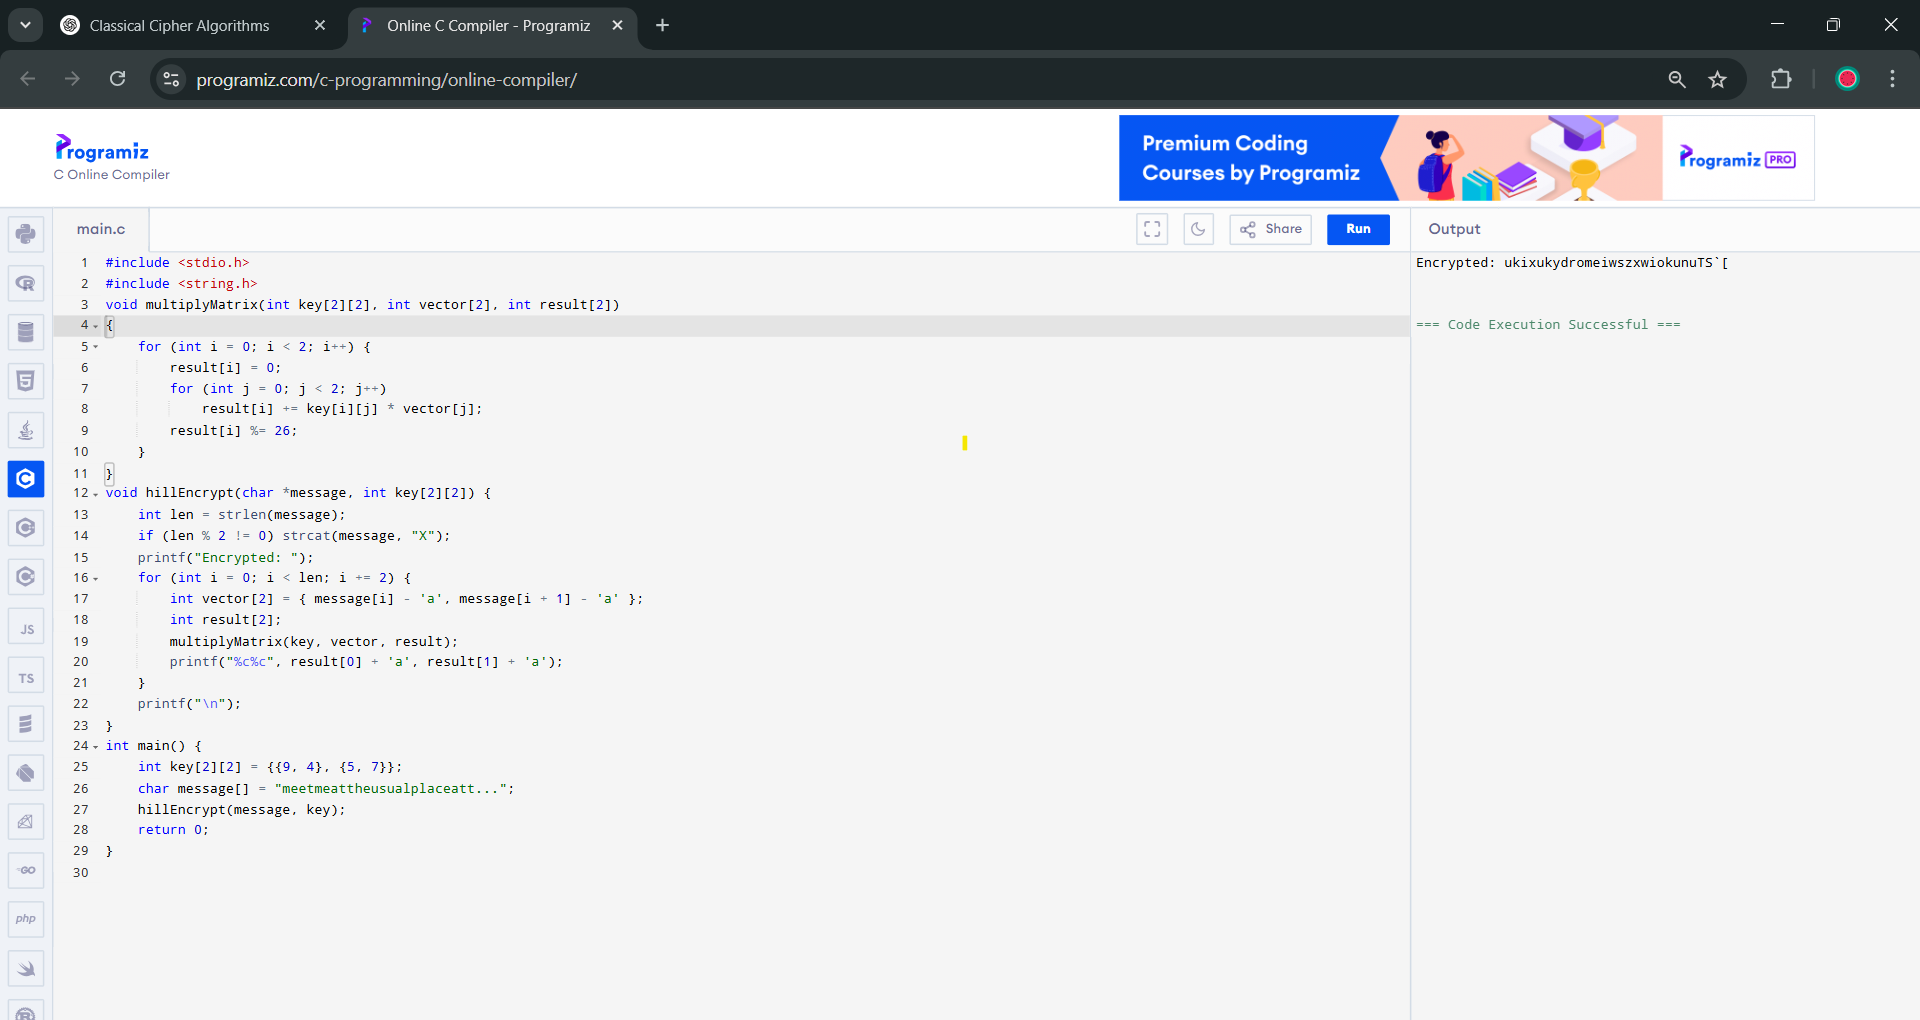 Classical Cipher Algorithms
Online C Compiler - Programiz
programiz.com/c-programming/online-compiler/
Programiz
C Online Compiler
Premium Coding
Courses by Programiz
Programiz PRO
main.c
Share
Run
Output
1 #include <stdio.h>
2 #include <string.h>
3 void multiplyMatrix(int key[2][2], int vector[2], int result[2])
4 {
5 for (int i = 0; i < 2; i++) {
6 result[i] = 0;
7 for (int j = 0; j < 2; j++)
8 result[i] += key[i][j] * vector[j];
9 result[i] %= 26;
10 }
11 }
12 void hillEncrypt(char *message, int key[2][2]) {
13 int len = strlen(message);
14 if (len % 2 != 0) strcat(message, "X");
15 printf("Encrypted: ");
16 for (int i = 0; i < len; i += 2) {
17 int vector[2] = { message[i] - 'a', message[i + 1] - 'a' };
18 int result[2];
19 multiplyMatrix(key, vector, result);
20 printf("%c%c", result[0] + 'a', result[1] + 'a');
21 }
22 printf("\n");
23 }
24 int main() {
25 int key[2][2] = {{9, 4}, {5, 7}};
26 char message[] = "meetmeattheusualplaceatt...";
27 hillEncrypt(message, key);
28 return 0;
29 }
30
Encrypted: ukixukydromeiwszxwiokunuTS`[
=== Code Execution Successful ===
JS
TS
GO
php